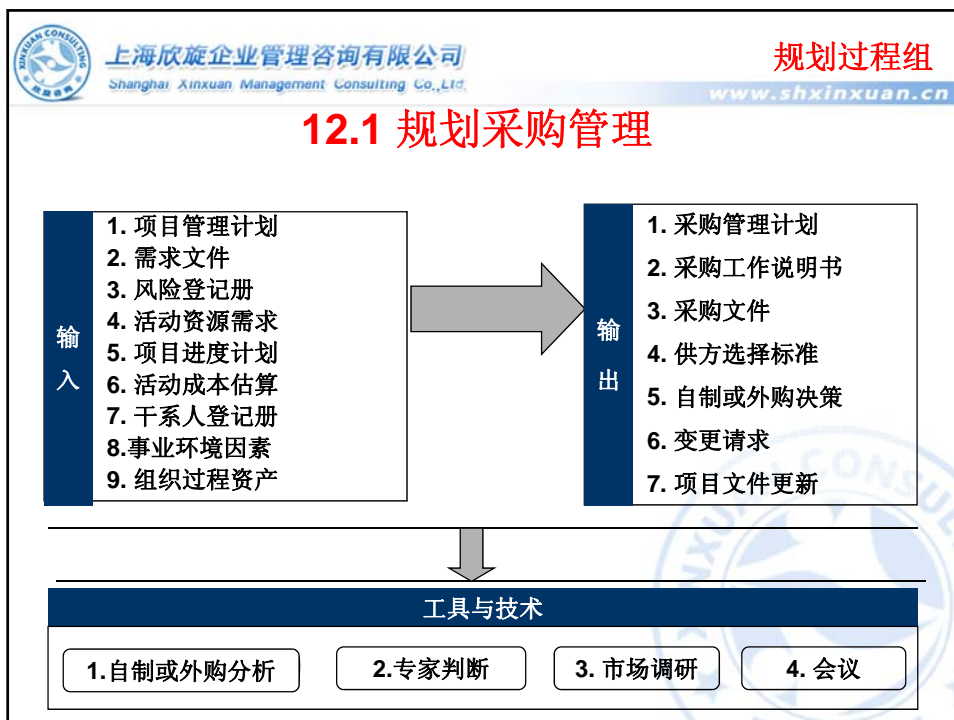 XINXUAN CONSULTING
欣旋咨询
上海欣旋企业管理咨询有限公司
Shanghai Xinxuan Management Consulting Co.,Ltd.
规划过程组
www.shxinxuan.cn
12.1 规划采购管理
输入
1. 项目管理计划
2. 需求文件
3. 风险登记册
4. 活动资源需求
5. 项目进度计划
6. 活动成本估算
7. 干系人登记册
8.事业环境因素
9. 组织过程资产
输出
1. 采购管理计划
2. 采购工作说明书
3. 采购文件
4. 供方选择标准
5. 自制或外购决策
6. 变更请求
7. 项目文件更新
XINXUAN CONSULT
工具与技术
1.自制或外购分析
2.专家判断
3. 市场调研
4. 会议